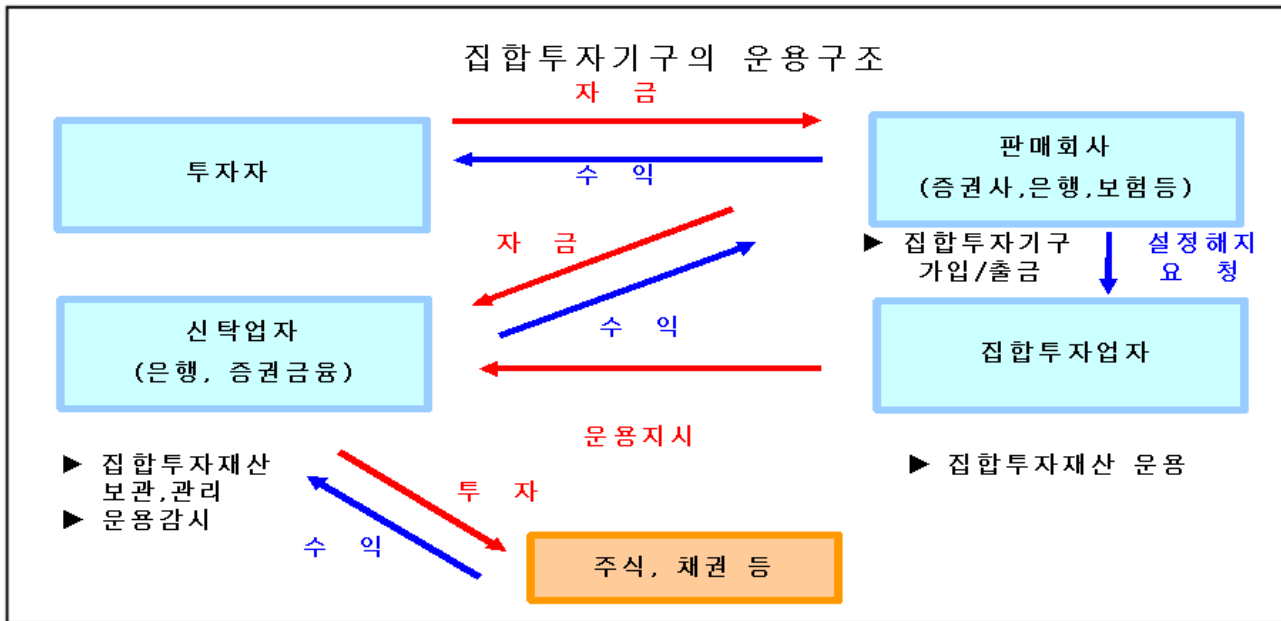 집합투자기구의 운용구조
자 금
투자자
수 익
판매회사
(증권사,은행,보험등)
자 금
▶ 집합투자기구
가입/출금
설정해지
요 청
신탁업자
(은행, 증권금융)
수 익
집합투자업자
운용지시
▶ 집합투자재산
보관,관리
▶ 운용감시
투 자
▶ 집합투자재산 운용
수 익
주식, 채권 등